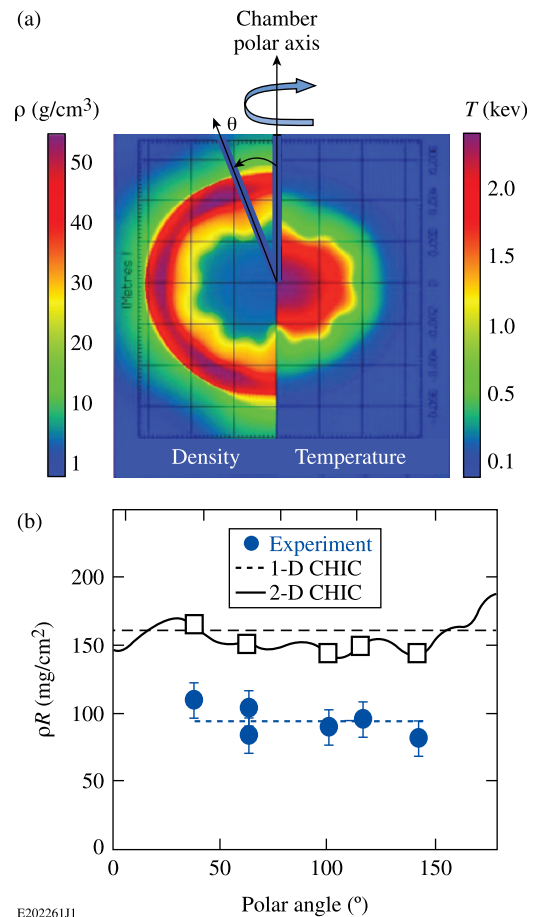 (a)
Chamber
polar axis
ρ (g/cm³)
θ
T (kev)
50
40
30
20
10
1
2.0
1.5
1.0
0.5
0.1
Density
Temperature
(b)
Experiment
1-D CHIC
2-D CHIC
ρR (mg/cm²)
200
150
100
50
0
0
50
100
150
Polar angle (º)
E202261J1